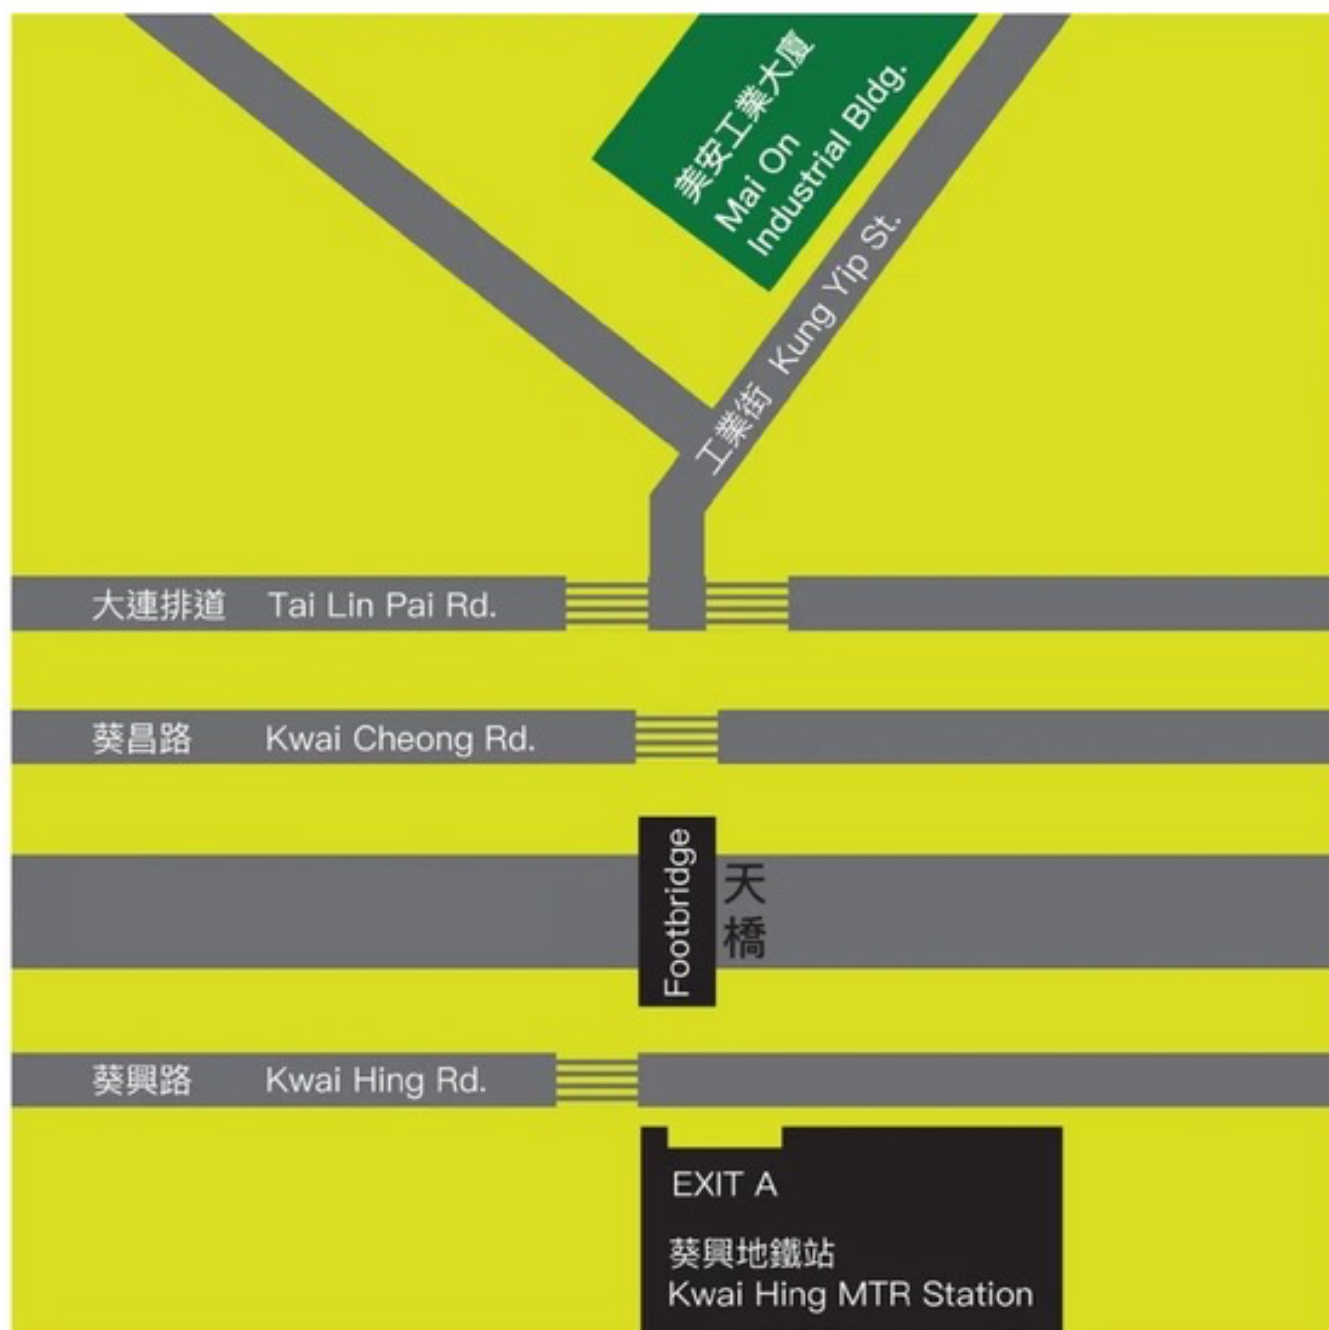 美安工業大廈
Mai On
Industrial Bldg.
工業街 Kung Yip St.
大連排道 Tai Lin Pai Rd.
葵昌路 Kwai Cheong Rd.
Footbridge
天橋
葵興路 Kwai Hing Rd.
EXIT A
葵興地鐵站
Kwai Hing MTR Station